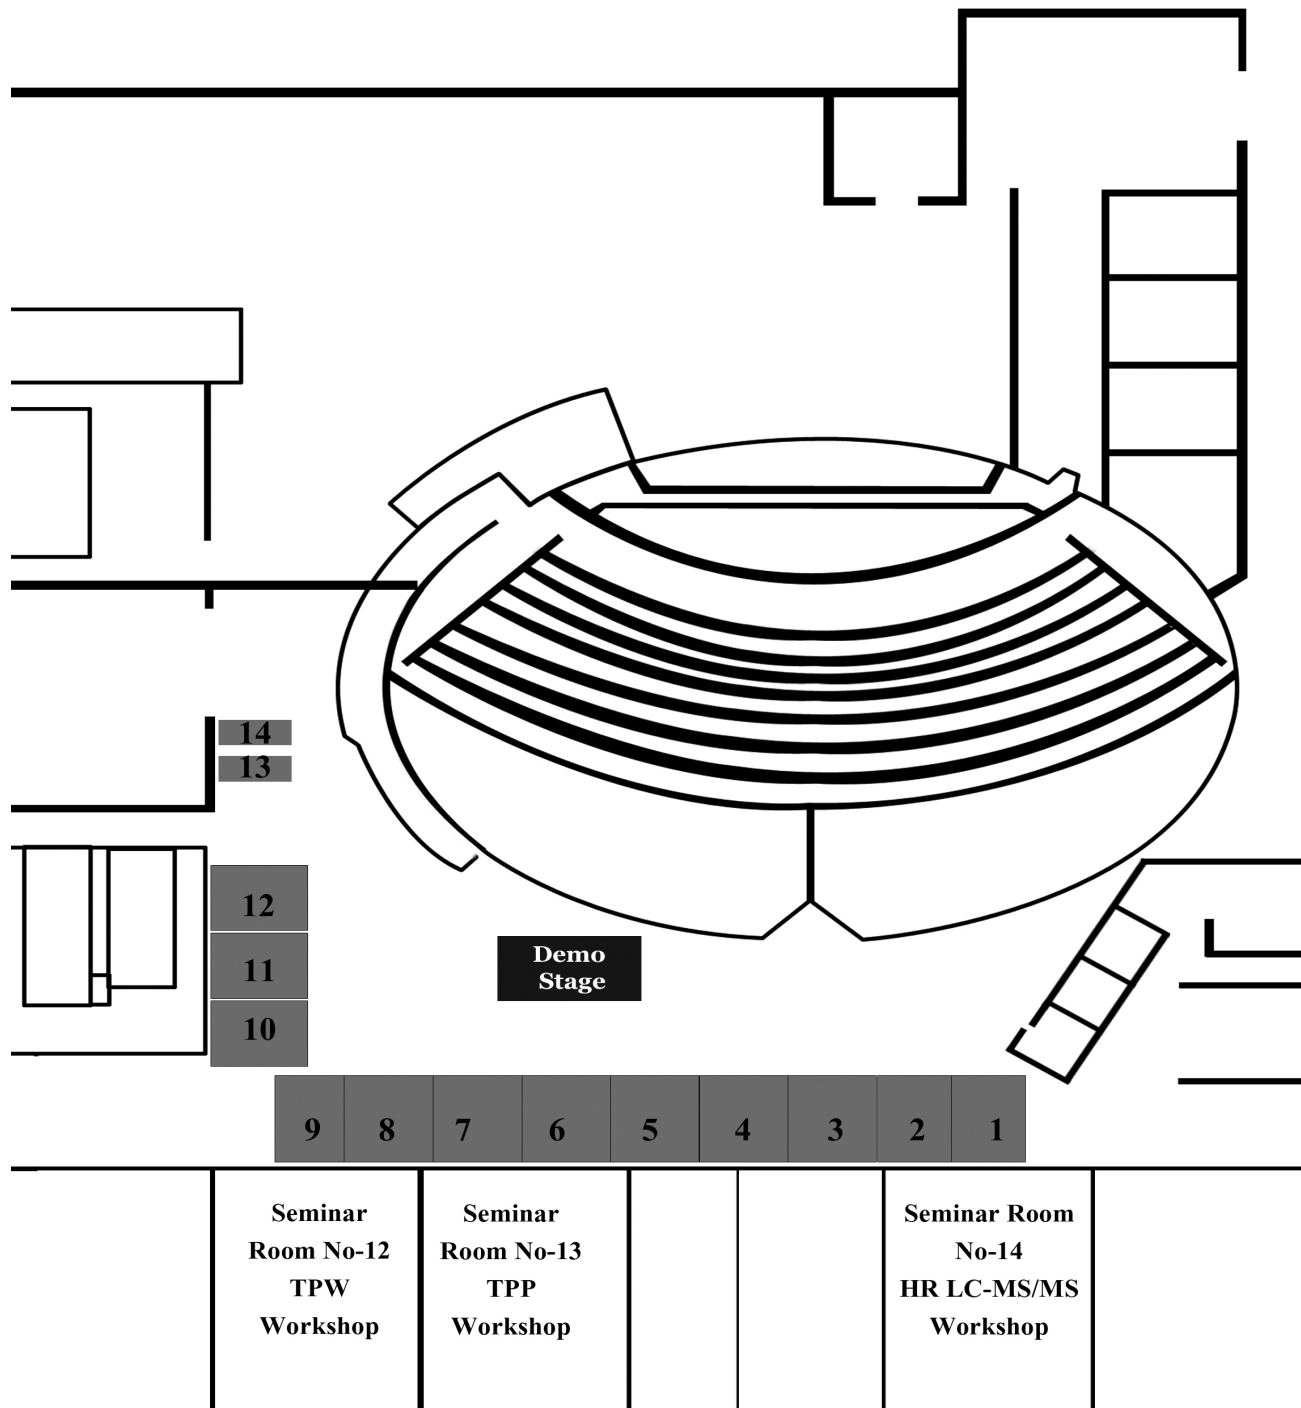 14
13
12
11
10
Demo
Stage
9 8 7 6 5 4 3 2 1
Seminar
Room No-12
TPW
Workshop
Seminar
Room No-13
TPP
Workshop
Seminar Room
No-14
HR LC-MS/MS
Workshop